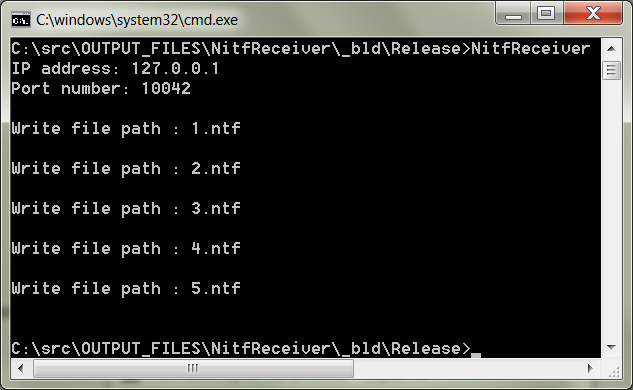 C:\windows\system32\cmd.exe
C:\src\OUTPUT_FILES\NitfReceiver\_bld\Release>NitfReceiver
IP address: 127.0.0.1
Port number: 10042
Write file path : 1.ntf
Write file path : 2.ntf
Write file path : 3.ntf
Write file path : 4.ntf
Write file path : 5.ntf
C:\src\OUTPUT_FILES\NitfReceiver\_bld\Release>_